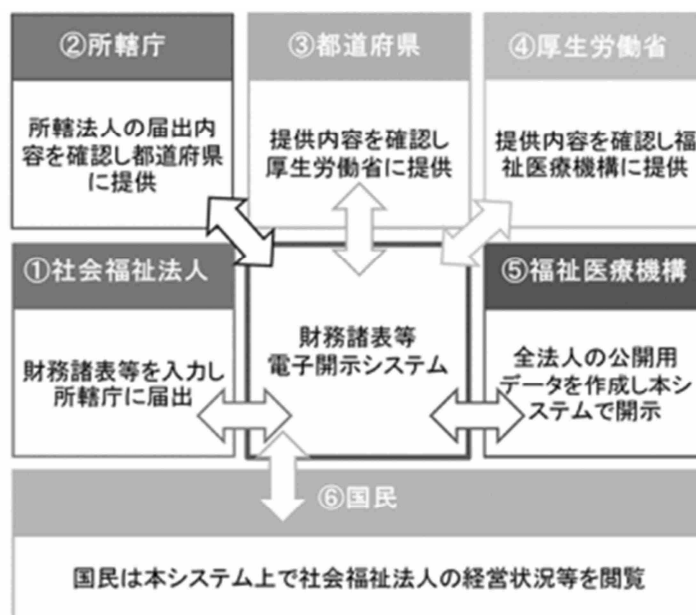 ②所轄庁
所轄法人の届出内
容を確認し都道府県
に提供
③都道府県
提供内容を確認し
厚生労働省に提供
④厚生労働省
提供内容を確認し福
祉医療機構に提供
①社会福祉法人
財務諸表等を入力し
所轄庁に届出
財務諸表等
電子開示システム
⑤福祉医療機構
全法人の公開用
データを作成し本シ
ステムで開示
⑥国民
国民は本システム上で社会福祉法人の経営状況等を閲覧